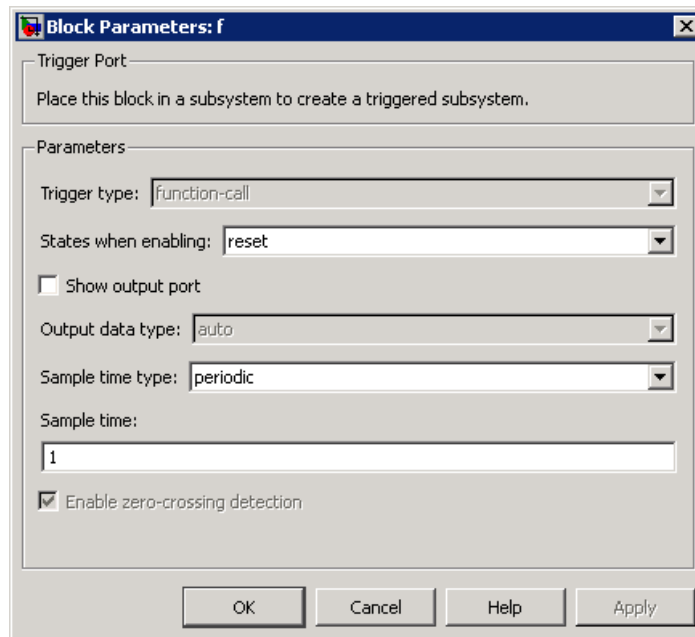 Block Parameters: f
Trigger Port
Place this block in a subsystem to create a triggered subsystem.
Parameters
Trigger type: function-call
States when enabling: reset
Show output port
Output data type: auto
Sample time type: periodic
Sample time:
1
Enable zero-crossing detection
OK Cancel Help Apply